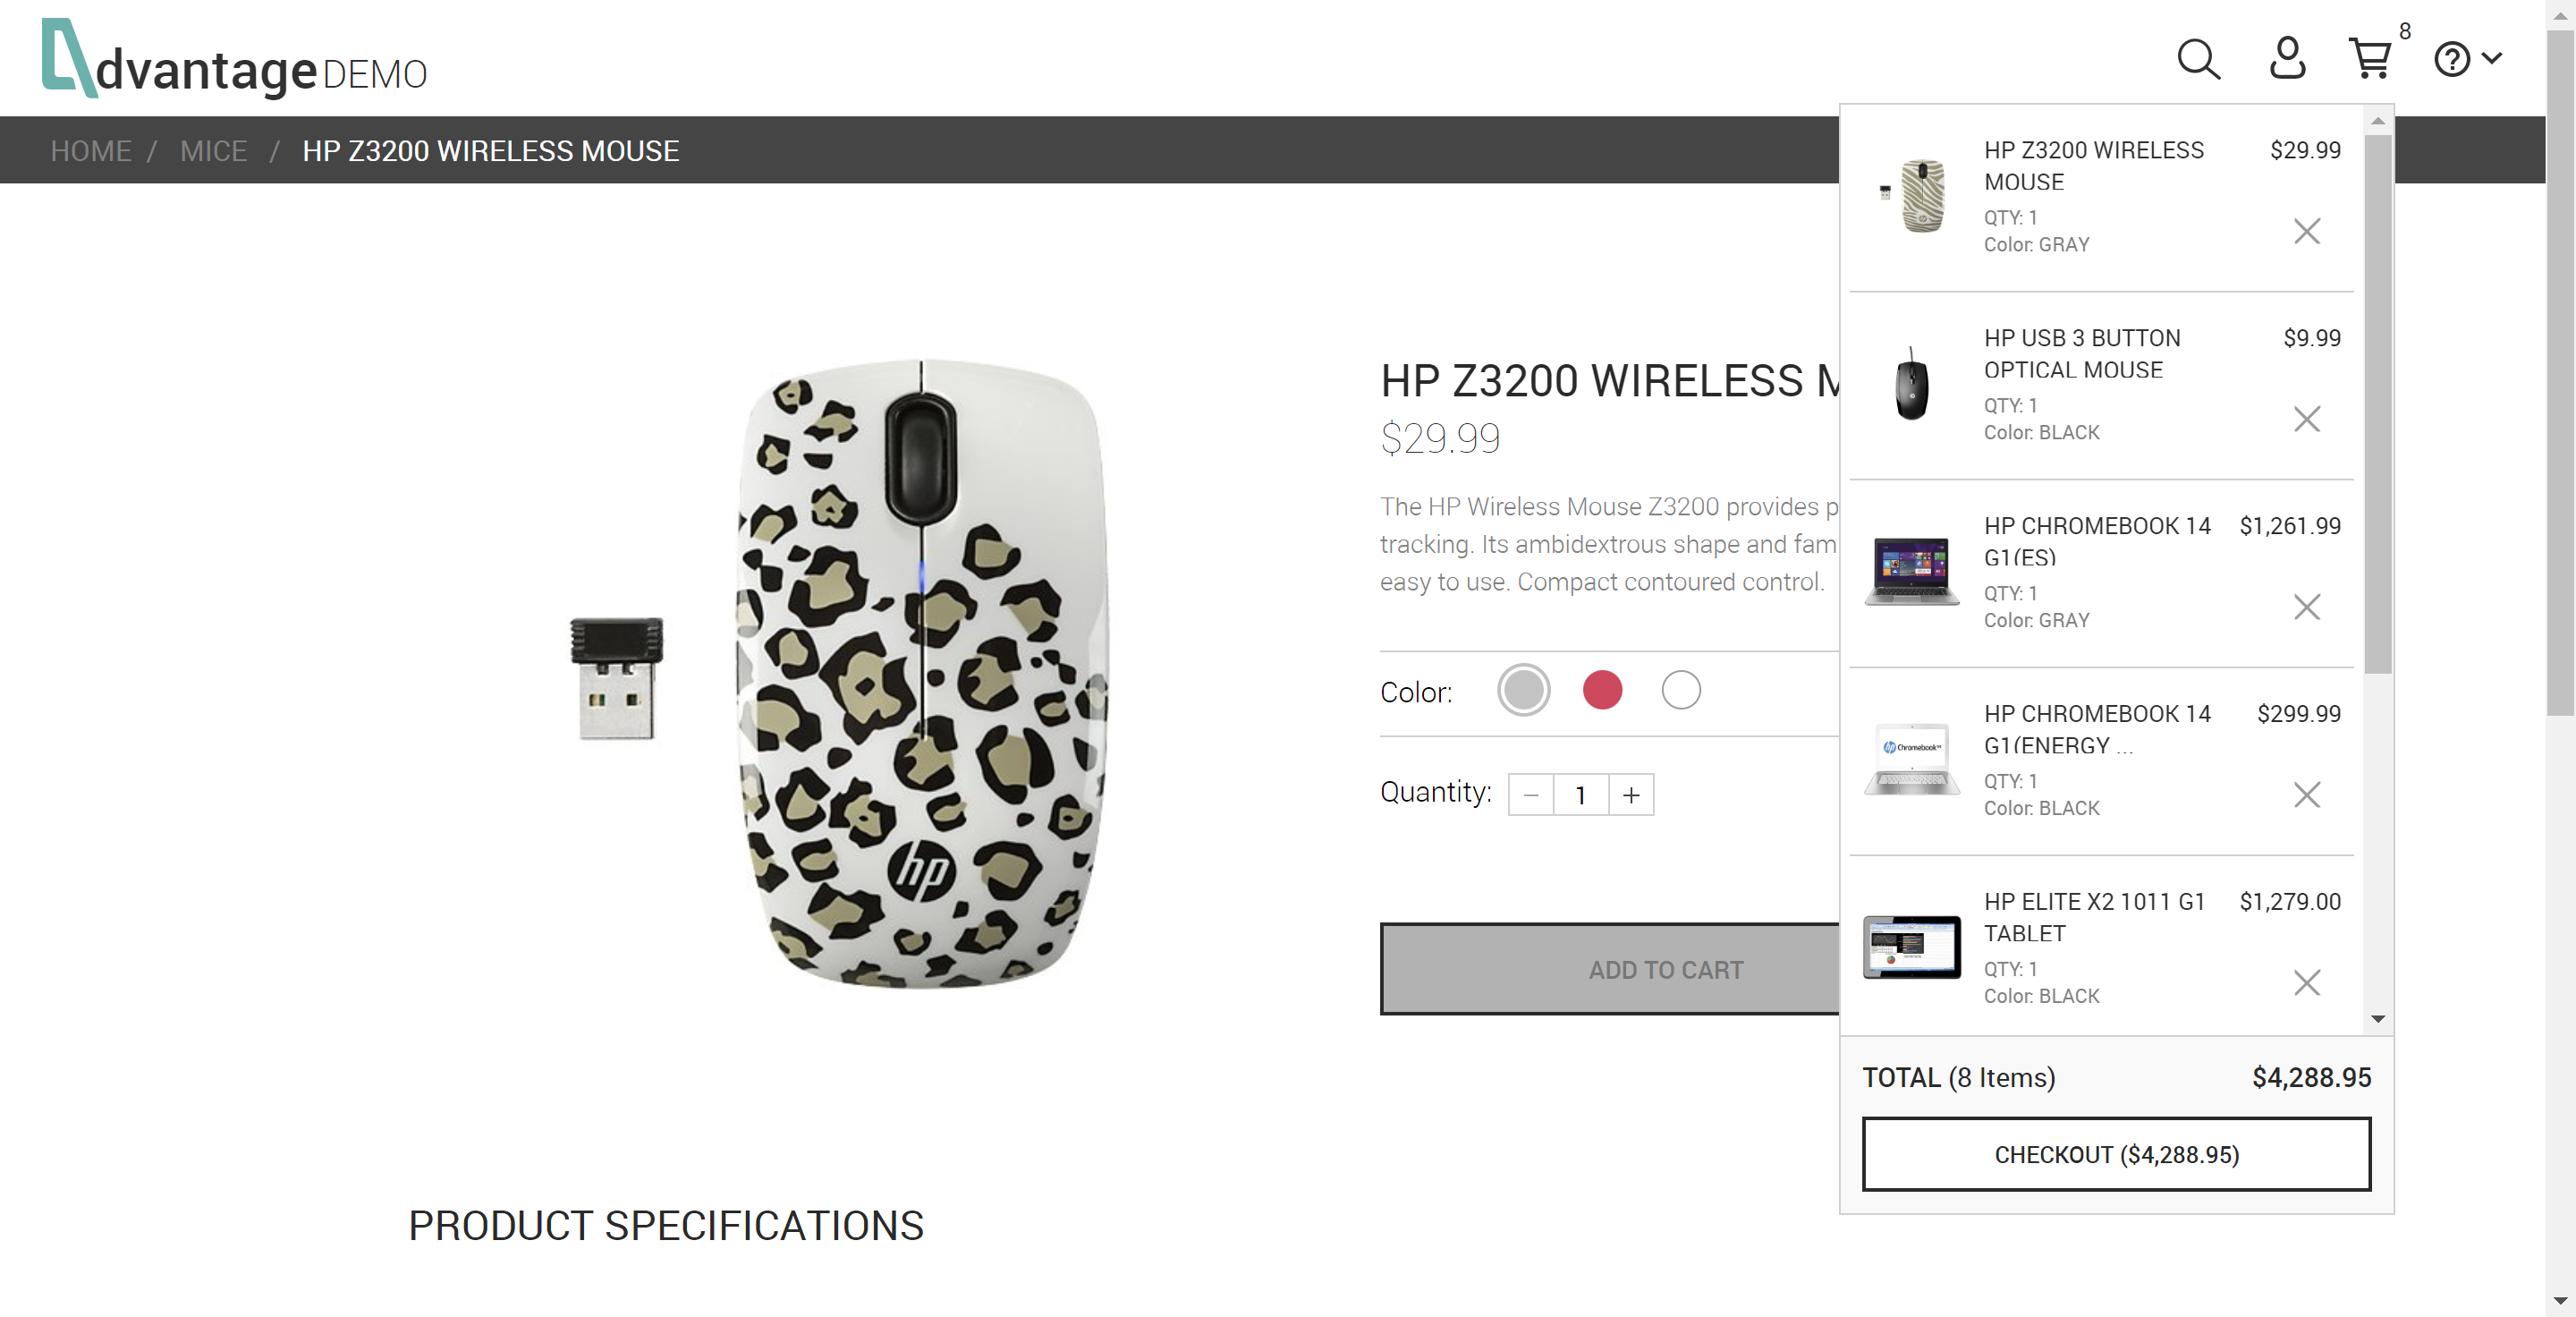 dvantage DEMO
8
HOME / MICE / HP Z3200 WIRELESS MOUSE
HP Z3200 WIRELESS M
$29.99
The HP Wireless Mouse Z3200 provides p
tracking. Its ambidextrous shape and fam
easy to use. Compact contoured control.
Color:
Quantity: − 1 +
ADD TO CART
hp
PRODUCT SPECIFICATIONS
HP Z3200 WIRELESS $29.99
MOUSE
QTY: 1
Color: GRAY
HP USB 3 BUTTON $9.99
OPTICAL MOUSE
QTY: 1
Color: BLACK
HP CHROMEBOOK 14 $1,261.99
G1(ES)
QTY: 1
Color: GRAY
HP CHROMEBOOK 14 $299.99
G1(ENERGY ...
QTY: 1
Color: BLACK
hp Chromebook
HP ELITE X2 1011 G1 $1,279.00
TABLET
QTY: 1
Color: BLACK
TOTAL (8 Items) $4,288.95
CHECKOUT ($4,288.95)